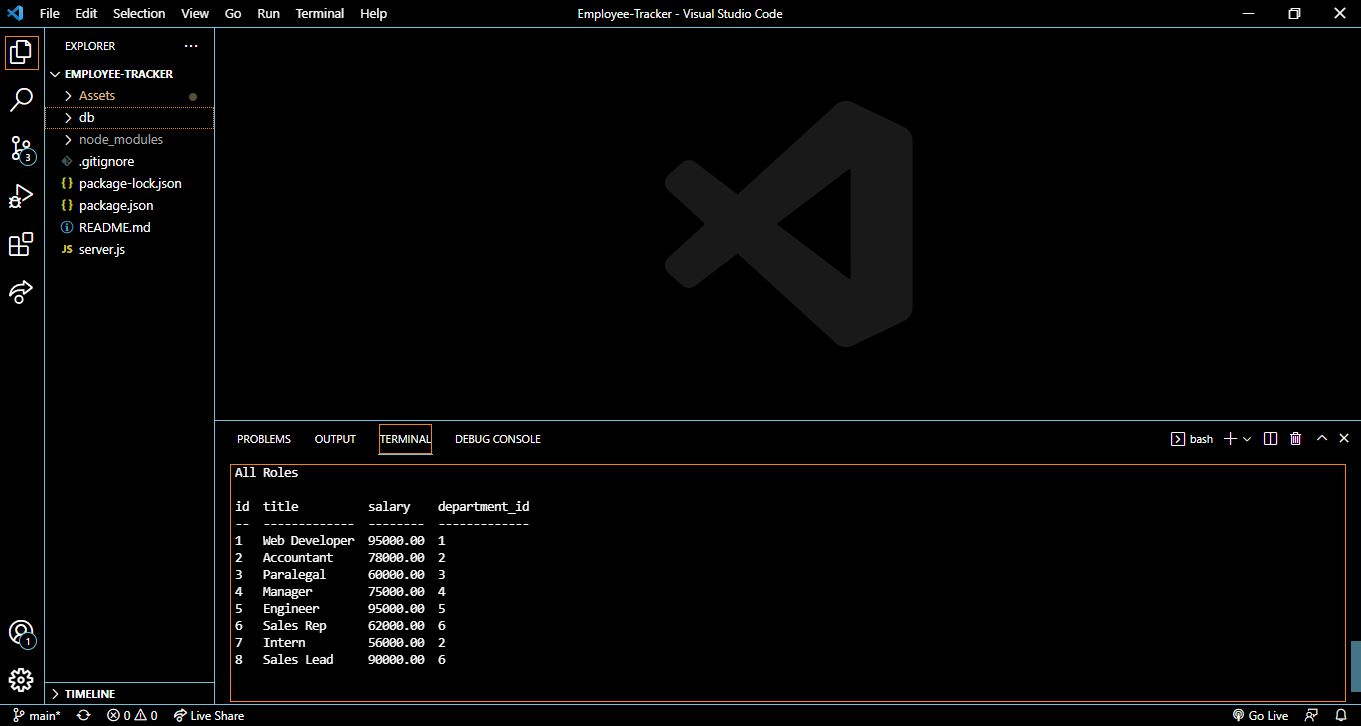 File Edit Selection View Go Run Terminal Help Employee-Tracker - Visual Studio Code
EXPLORER ...
EMPLOYEE-TRACKER
Assets
db
node_modules
.gitignore
{} package-lock.json
{} package.json
README.md
JS server.js
3
1
TIMELINE
PROBLEMS OUTPUT TERMINAL DEBUG CONSOLE bash
All Roles
id title salary department_id
-- ------------- -------- -------------
1 Web Developer 95000.00 1
2 Accountant 78000.00 2
3 Paralegal 60000.00 3
4 Manager 75000.00 4
5 Engineer 95000.00 5
6 Sales Rep 62000.00 6
7 Intern 56000.00 2
8 Sales Lead 90000.00 6
main* 0 0 Live Share Go Live